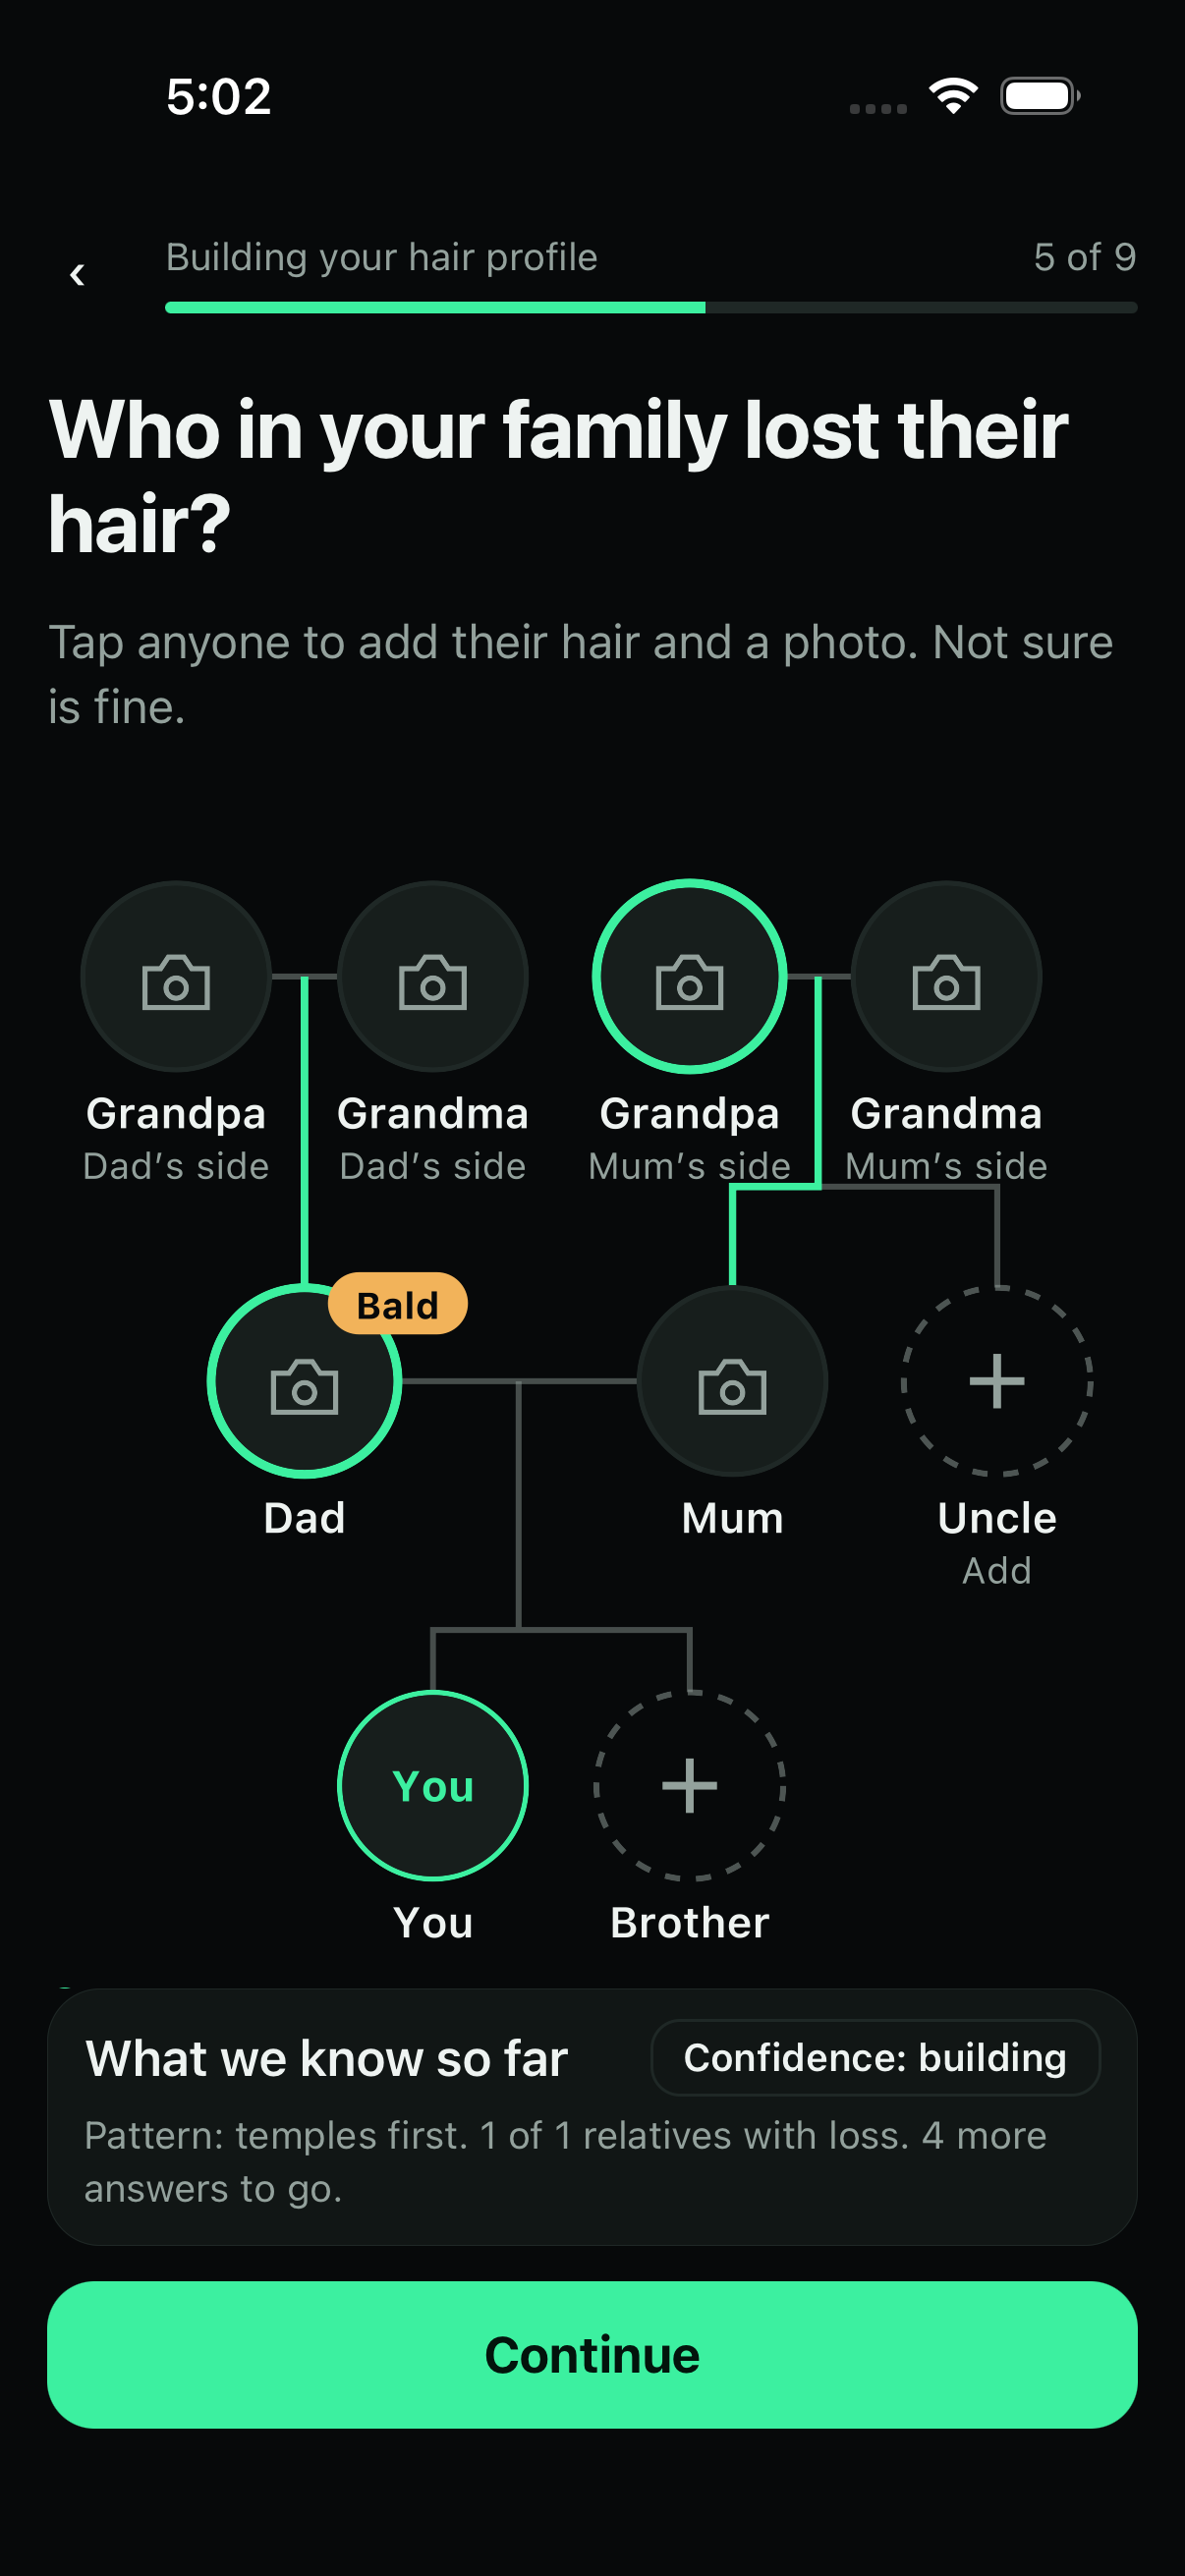 5:02
Building your hair profile
5 of 9
Who in your family lost their
hair?
Tap anyone to add their hair and a photo. Not sure
is fine.
Grandpa
Dad’s side
Grandma
Dad’s side
Grandpa
Mum’s side
Grandma
Mum’s side
Bald
Dad
Mum
Uncle
Add
You
You
Brother
What we know so far
Confidence: building
Pattern: temples first. 1 of 1 relatives with loss. 4 more
answers to go.
Continue